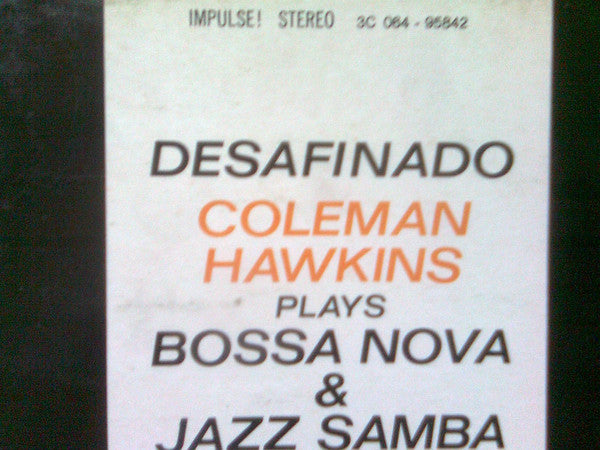 IMPULSE! STEREO 3C 064 - 95842
DESAFINADO
COLEMAN
HAWKINS
PLAYS
BOSSA NOVA
&
JAZZ SAMBA